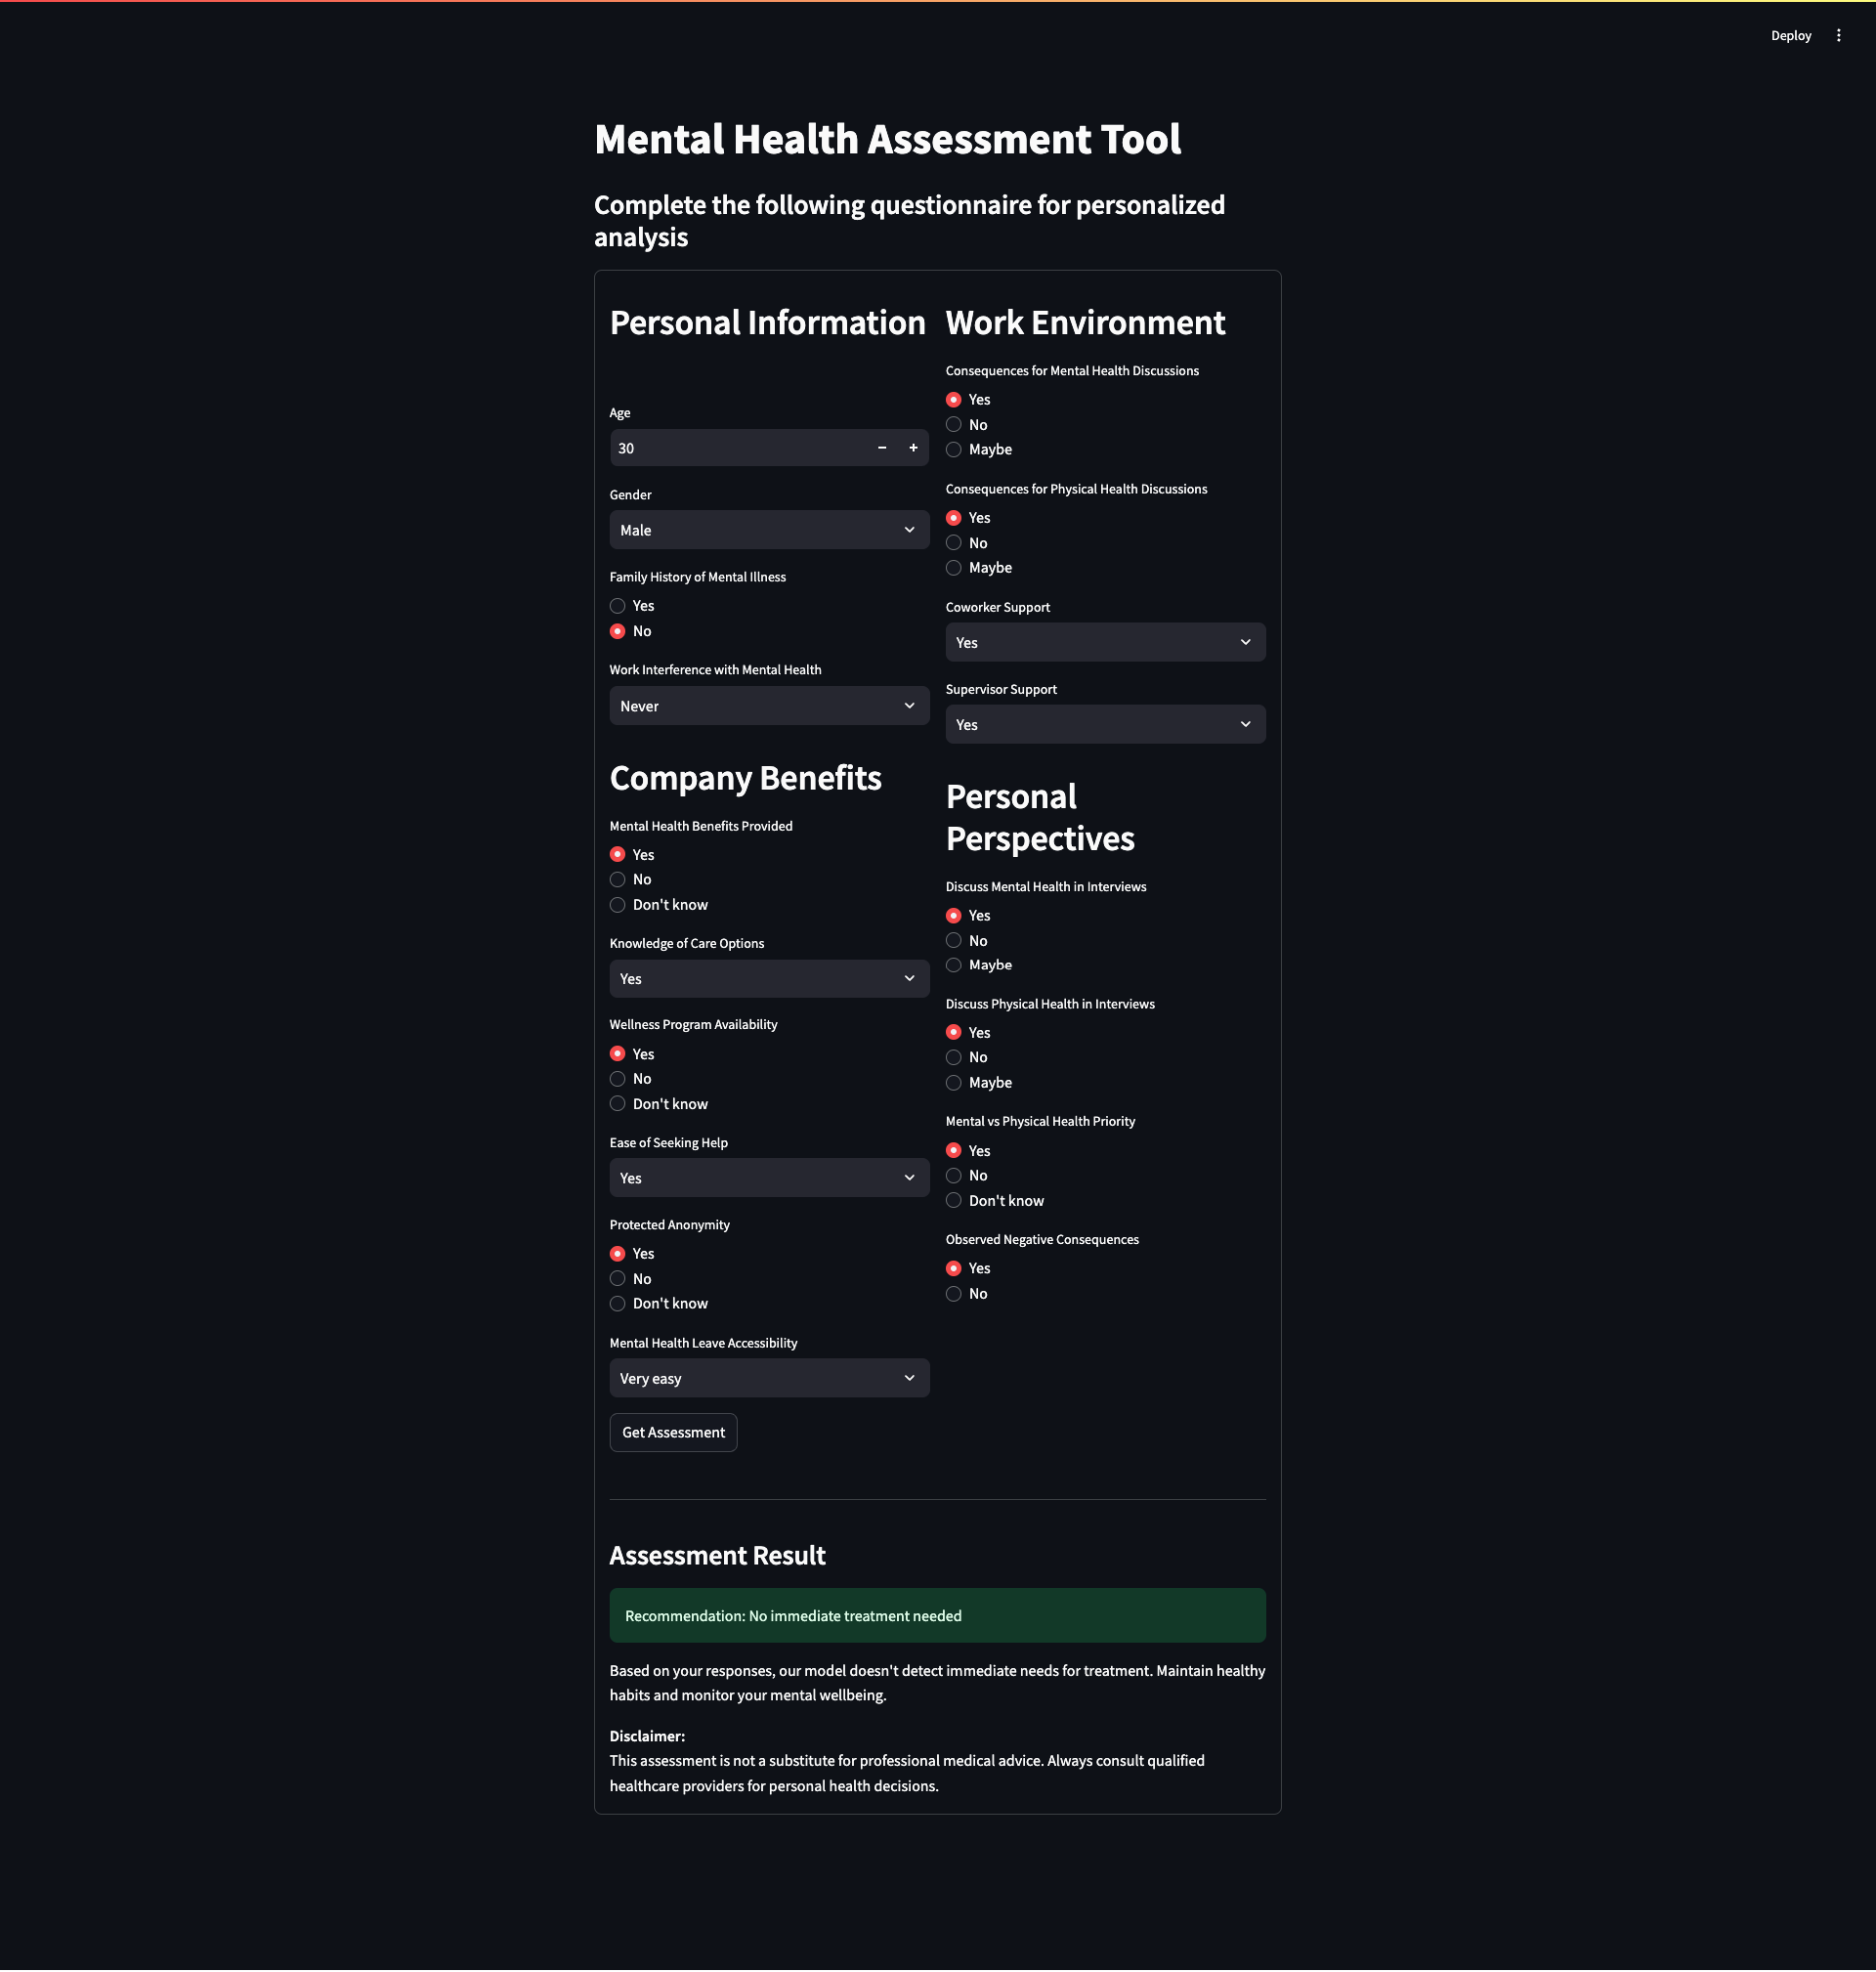 Deploy
Mental Health Assessment Tool
Complete the following questionnaire for personalized
analysis
Personal Information
Age
30
Gender
Male
Family History of Mental Illness
Yes
No
Work Interference with Mental Health
Never
Company Benefits
Mental Health Benefits Provided
Yes
No
Don't know
Knowledge of Care Options
Yes
Wellness Program Availability
Yes
No
Don't know
Ease of Seeking Help
Yes
Protected Anonymity
Yes
No
Don't know
Mental Health Leave Accessibility
Very easy
Get Assessment
Work Environment
Consequences for Mental Health Discussions
Yes
No
Maybe
Consequences for Physical Health Discussions
Yes
No
Maybe
Coworker Support
Yes
Supervisor Support
Yes
Personal
Perspectives
Discuss Mental Health in Interviews
Yes
No
Maybe
Discuss Physical Health in Interviews
Yes
No
Maybe
Mental vs Physical Health Priority
Yes
No
Don't know
Observed Negative Consequences
Yes
No
Assessment Result
Recommendation: No immediate treatment needed
Based on your responses, our model doesn't detect immediate needs for treatment. Maintain healthy
habits and monitor your mental wellbeing.
Disclaimer:
This assessment is not a substitute for professional medical advice. Always consult qualified
healthcare providers for personal health decisions.